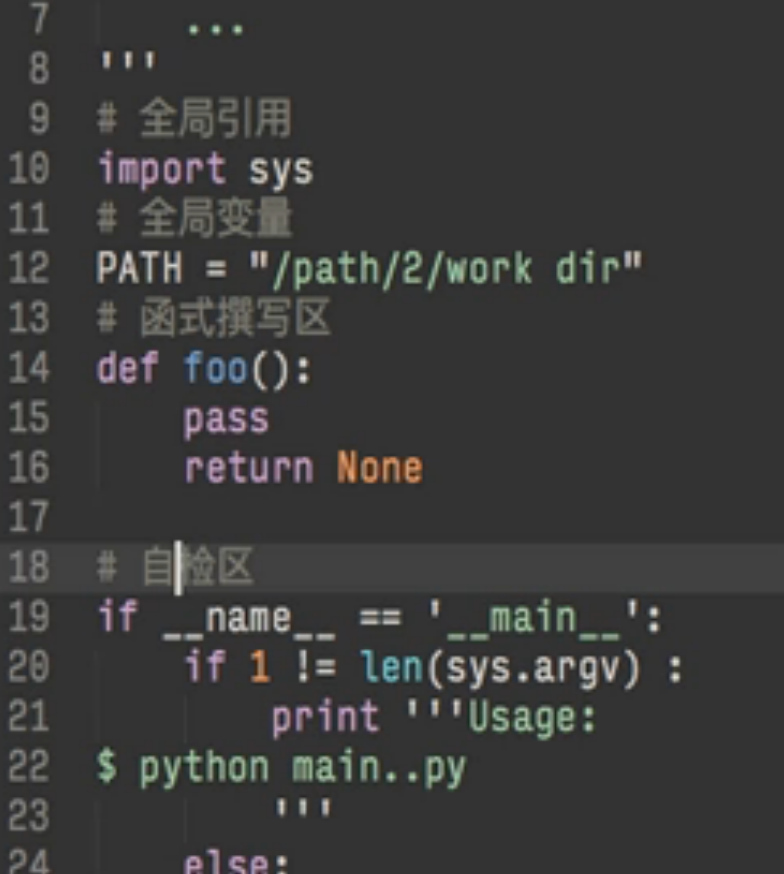 7 ...
8 '''
9 # 全局引用
10 import sys
11 # 全局变量
12 PATH = "/path/2/work dir"
13 # 函式撰写区
14 def foo():
15 pass
16 return None
17
18 # 自检区
19 if __name__ == '__main__':
20 if 1 != len(sys.argv) :
21 print '''Usage:
22 $ python main..py
23 '''
24 else: